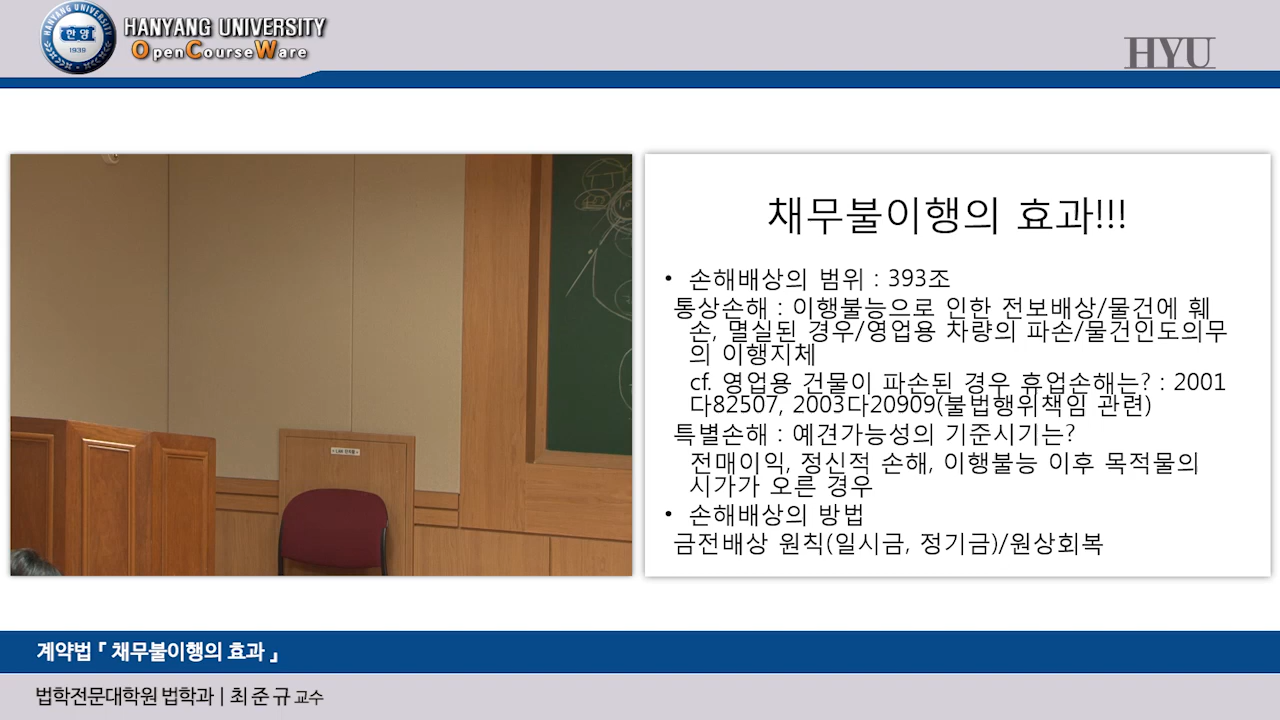 HANYANG UNIVERSITY
한양
1939
HANYANG UNIVERSITY
OpenCourseWare
HYU
채무불이행의 효과!!!
• 손해배상의 범위 : 393조
통상손해 : 이행불능으로 인한 전보배상/물건에 훼
손, 멸실된 경우/영업용 차량의 파손/물건인도의무
의 이행지체
cf. 영업용 건물이 파손된 경우 휴업손해는? : 2001
다82507, 2003다20909(불법행위책임 관련)
특별손해 : 예견가능성의 기준시기는?
전매이익, 정신적 손해, 이행불능 이후 목적물의
시가가 오른 경우
• 손해배상의 방법
금전배상 원칙(일시금, 정기금)/원상회복
계약법 『 채무불이행의 효과 』
법학전문대학원 법학과 | 최 준 규 교수